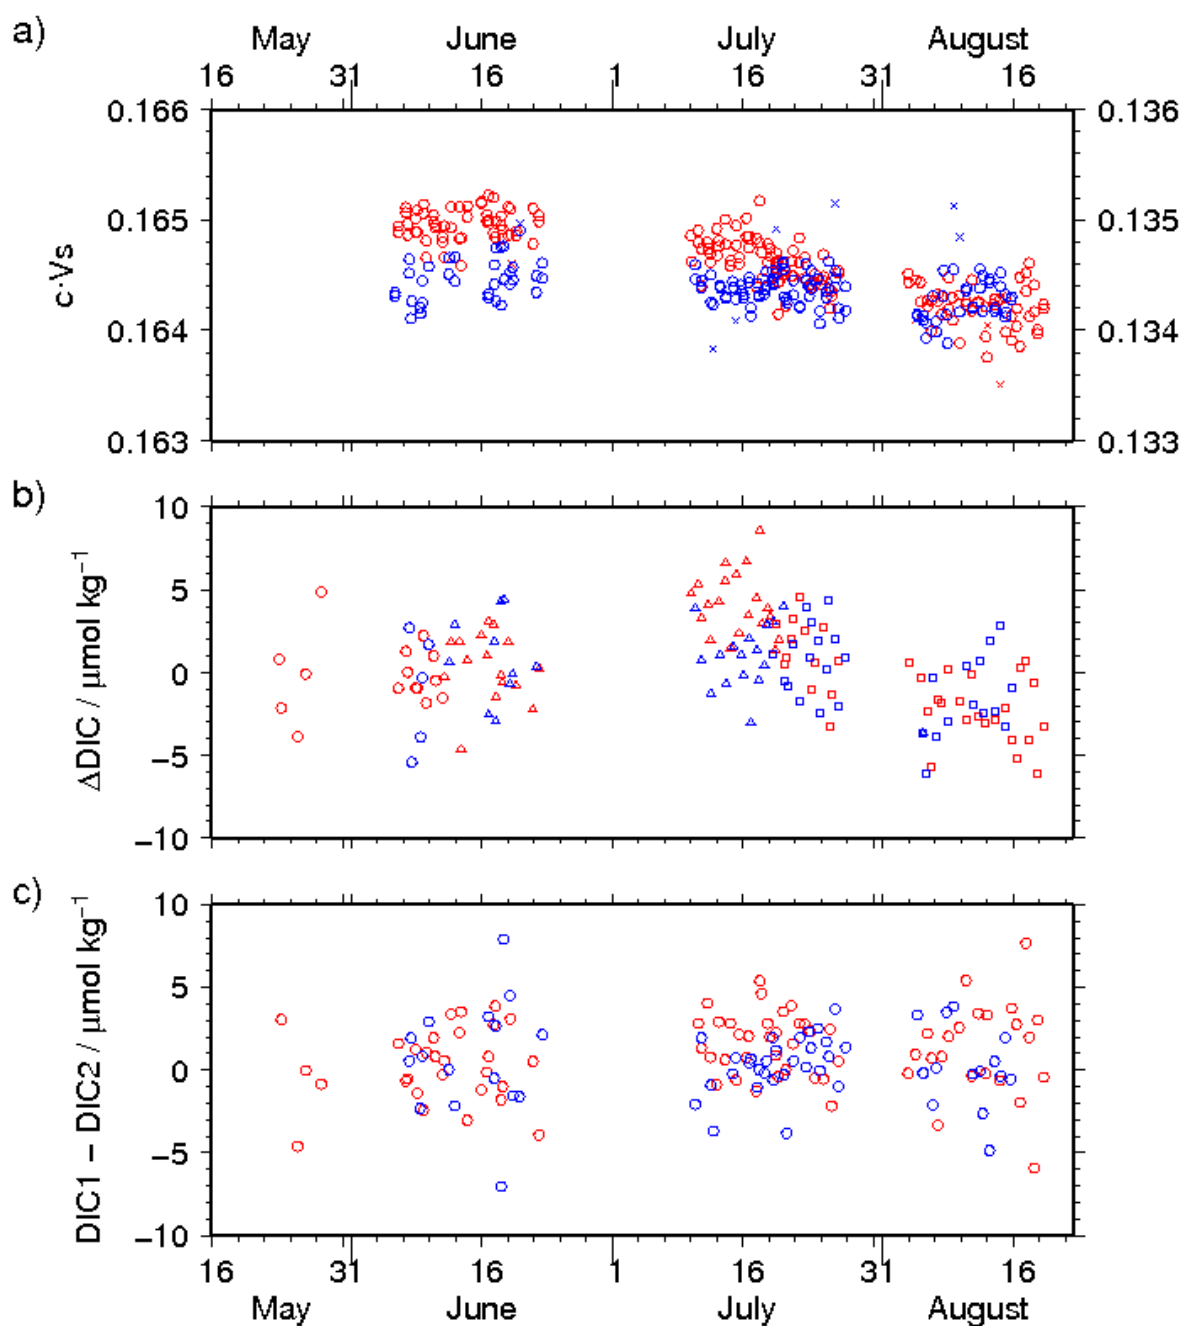 a)
May June July August
16 31 16 1 16 31 16
0.166 0.136
0.165 0.135
0.164 0.134
0.163 0.133
c·Vs
b)
10
5
0
−5
−10
ΔDIC / μmol kg⁻¹
c)
10
5
0
−5
−10
DIC1 − DIC2 / μmol kg⁻¹
16 31 16 1 16 31 16
May June July August